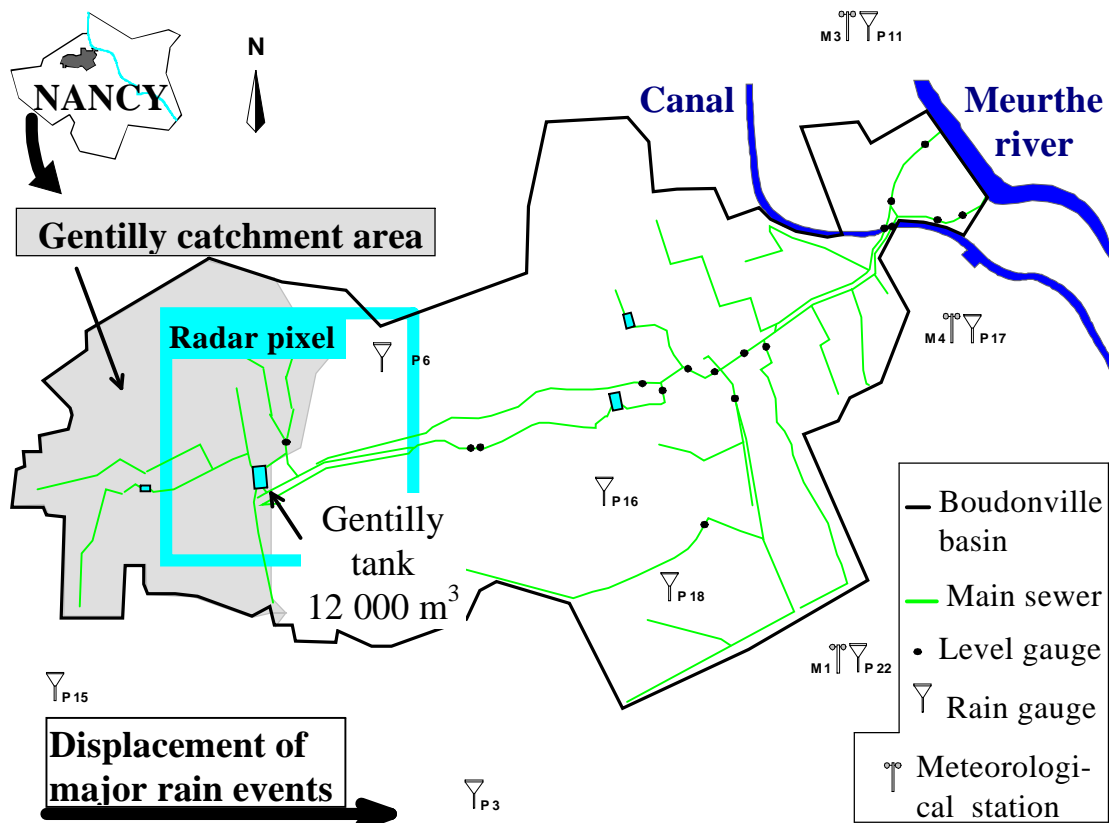 M3 P11
N
NANCY
Canal
Meurthe
river
Gentilly catchment area
Radar pixel
P6
M4 P17
Gentilly
tank
12 000 m³
P16
P18
M1 P22
P15
P3
Displacement of
major rain events
Boudonville
basin
Main sewer
Level gauge
Rain gauge
Meteorologi-
cal station